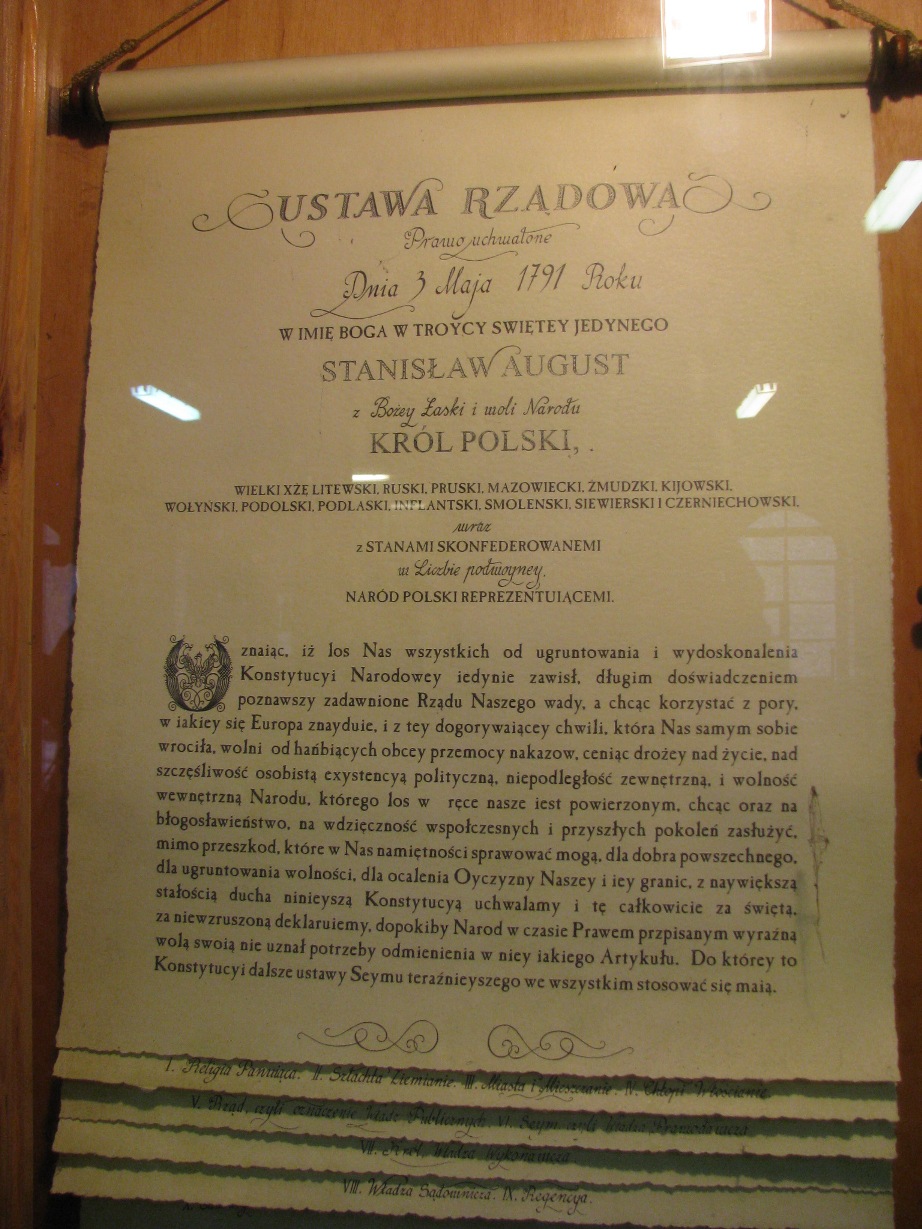 USTAWA RZĄDOWA
Prawo uchwalone
Dnia 3 Maja 1791 Roku
W IMIĘ BOGA W TROYCY SWIĘTEY JEDYNEGO
STANISŁAW AUGUST
z Bożey Łaski i woli Narodu
KRÓL POLSKI,
WIELKI XŻE LITEWSKI, RUSKI, PRUSKI, MAZOWIECKI, ŻMUDZKI, KIJOWSKI,
WOŁYŃSKI, PODOLSKI, PODLASKI, INFLANTSKI, SMOLENSKI, SIEWIERSKI I CZERNIECHOWSKI,
wraz
z STANAMI SKONFEDEROWANEMI
w Liczbie podwoyney,
NARÓD POLSKI REPREZENTUIĄCEMI.
Uznaiąc, iż los Nas wszystkich od ugruntowania i wydoskonalenia
Konstytucyi Narodowey iedynie zawisł, długim doświadczeniem
poznawszy zadawnione Rządu Naszego wady, a chcąc korzystać z pory,
w iakiey się Europa znayduie, i z tey dogorywaiącey chwili, która Nas samym sobie
wrociła, wolni od hańbiących obcey przemocy nakazow, ceniąc drożey nad życie, nad
szczęśliwość osobistą exystencyą polityczną, niepodległość zewnętrzną, i wolność
wewnętrzną Narodu, którego los w ręce nasze iest powierzonym, chcąc oraz na
błogosławieństwo, na wdzięczność wspołczesnych i przyszłych pokoleń zasłużyć,
mimo przeszkod, które w Nas namiętności sprawować mogą, dla dobra powszechnego,
dla ugruntowania wolności, dla ocalenia Oyczyzny Naszey i iey granic, z naywiększą
stałością ducha ninieyszą Konstytucyą uchwalamy i tę całkowicie za świętą,
za niewzruszoną deklaruiemy, dopokiby Narod w czasie Prawem przpisanym wyraźną
wolą swoią nie uznał potrzeby odmienienia w niey iakiego Artykułu. Do którey to
Konstytucyi dalsze ustawy Seymu teraźnieyszego we wszystkim stosować się maią.
I. Religia Panuiąca. II. Szlachta Ziemianie. III. Miasta i Mieszczanie. IV. Chłopi Włościanie.
V. Rząd, czyli oznaczenie Władz Publicznych. VI. Seym czyli Władza Prawodawcza.
VII. Król, Władza Wykonawcza.
VIII. Władza Sądownicza. IX. Regencya.